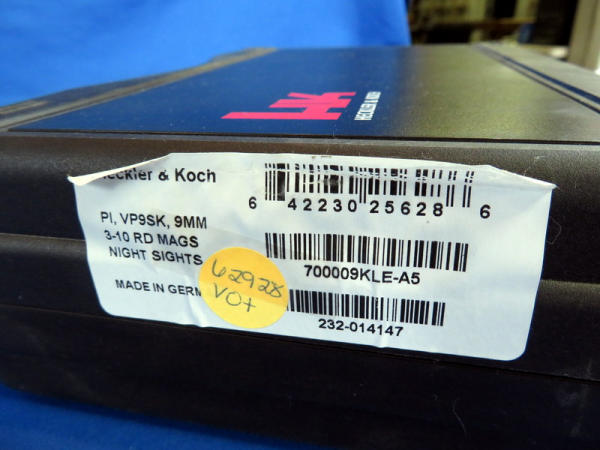 HK
HECKLER & KOCH
Heckler & Koch
6 42230 25628 6
PI, VP9SK, 9MM
3-10 RD MAGS
NIGHT SIGHTS
700009KLE-A5
MADE IN GERM
232-014147
62928
VO+